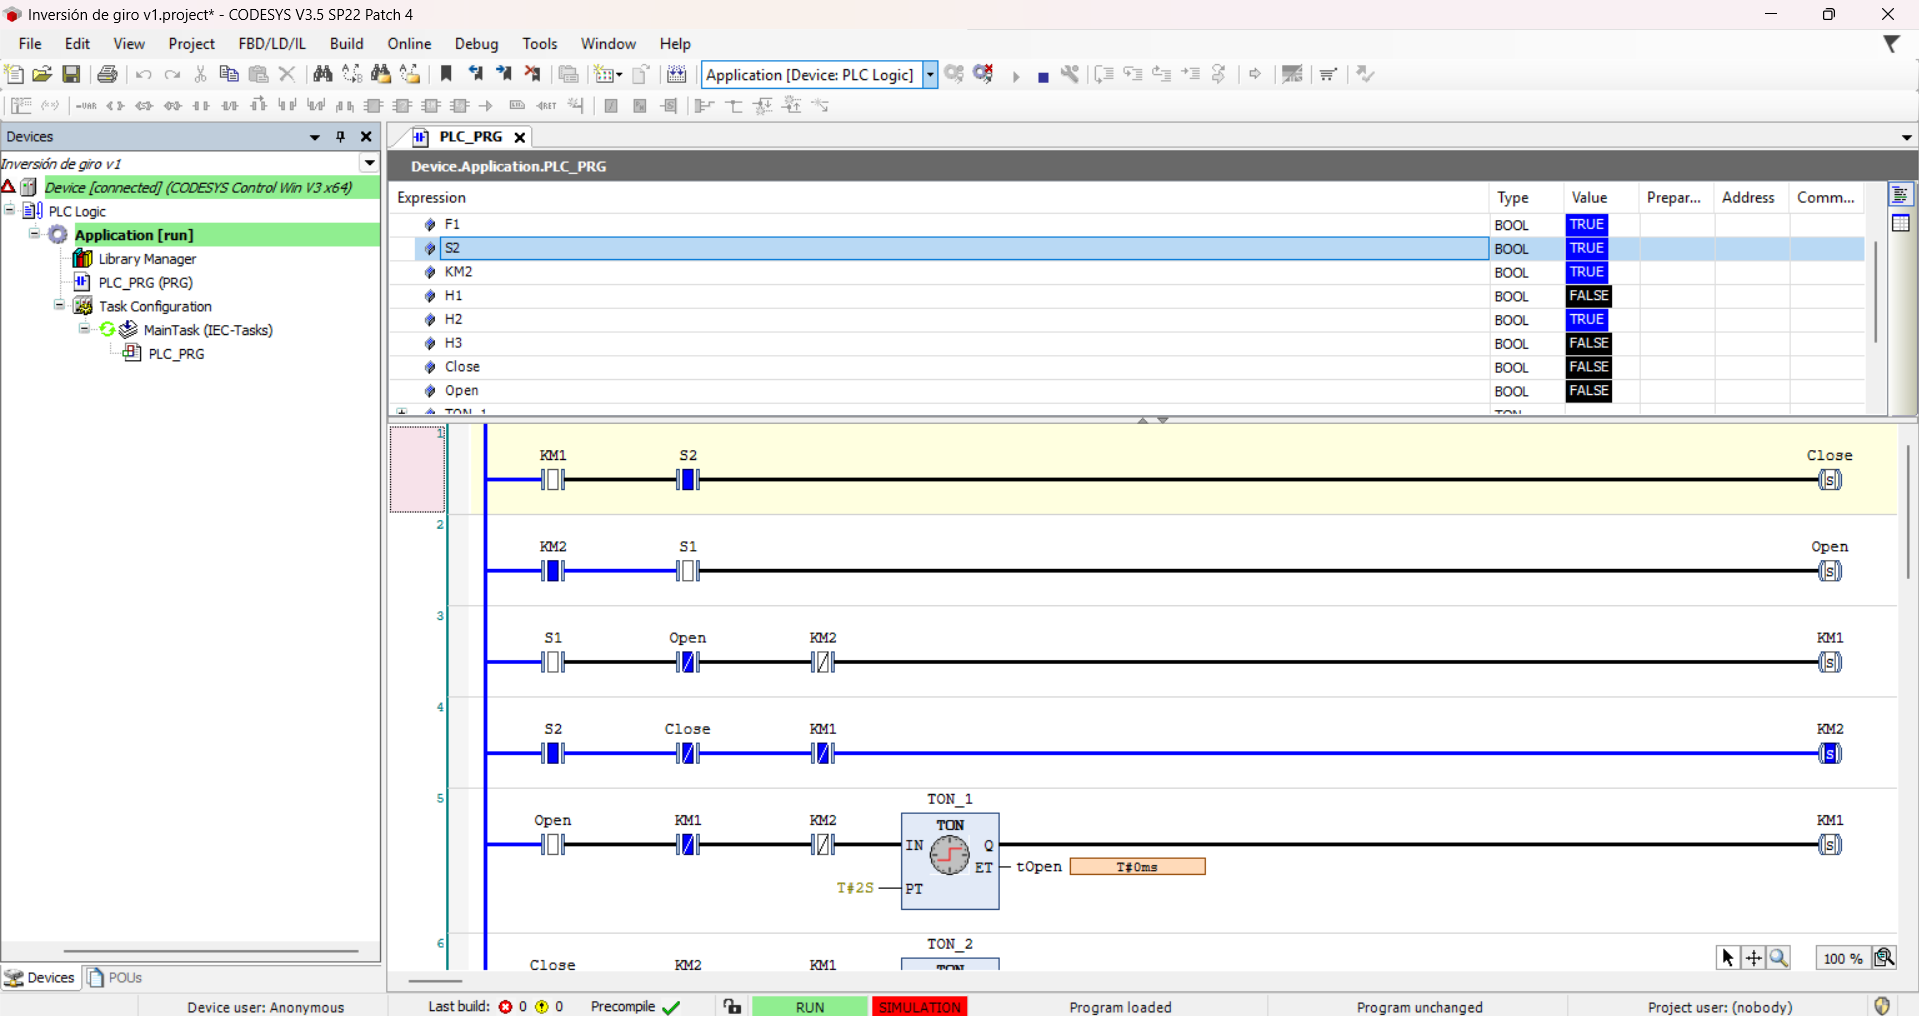 Inversión de giro v1.project* - CODESYS V3.5 SP22 Patch 4
File Edit View Project FBD/LD/IL Build Online Debug Tools Window Help
Application [Device: PLC Logic]
Devices
Inversión de giro v1
Device [connected] (CODESYS Control Win V3 x64)
PLC Logic
Application [run]
Library Manager
PLC_PRG (PRG)
Task Configuration
MainTask (IEC-Tasks)
PLC_PRG
Devices POUs
PLC_PRG
Device.Application.PLC_PRG
Expression Type Value Prepar... Address Comm...
F1 BOOL TRUE
S2 BOOL TRUE
KM2 BOOL TRUE
H1 BOOL FALSE
H2 BOOL TRUE
H3 BOOL FALSE
Close BOOL FALSE
Open BOOL FALSE
TON_1 TON
1
KM1 S2 Close
S
2
KM2 S1 Open
S
3
S1 Open KM2 KM1
S
4
S2 Close KM1 KM2
S
5
TON_1
Open KM1 KM2 TON KM1
IN Q S
ET tOpen T#0ms
T#2S PT
6
TON_2
Close KM2 KM1 TON
100 %
Device user: Anonymous Last build: 0 0 Precompile RUN SIMULATION Program loaded Program unchanged Project user: (nobody)